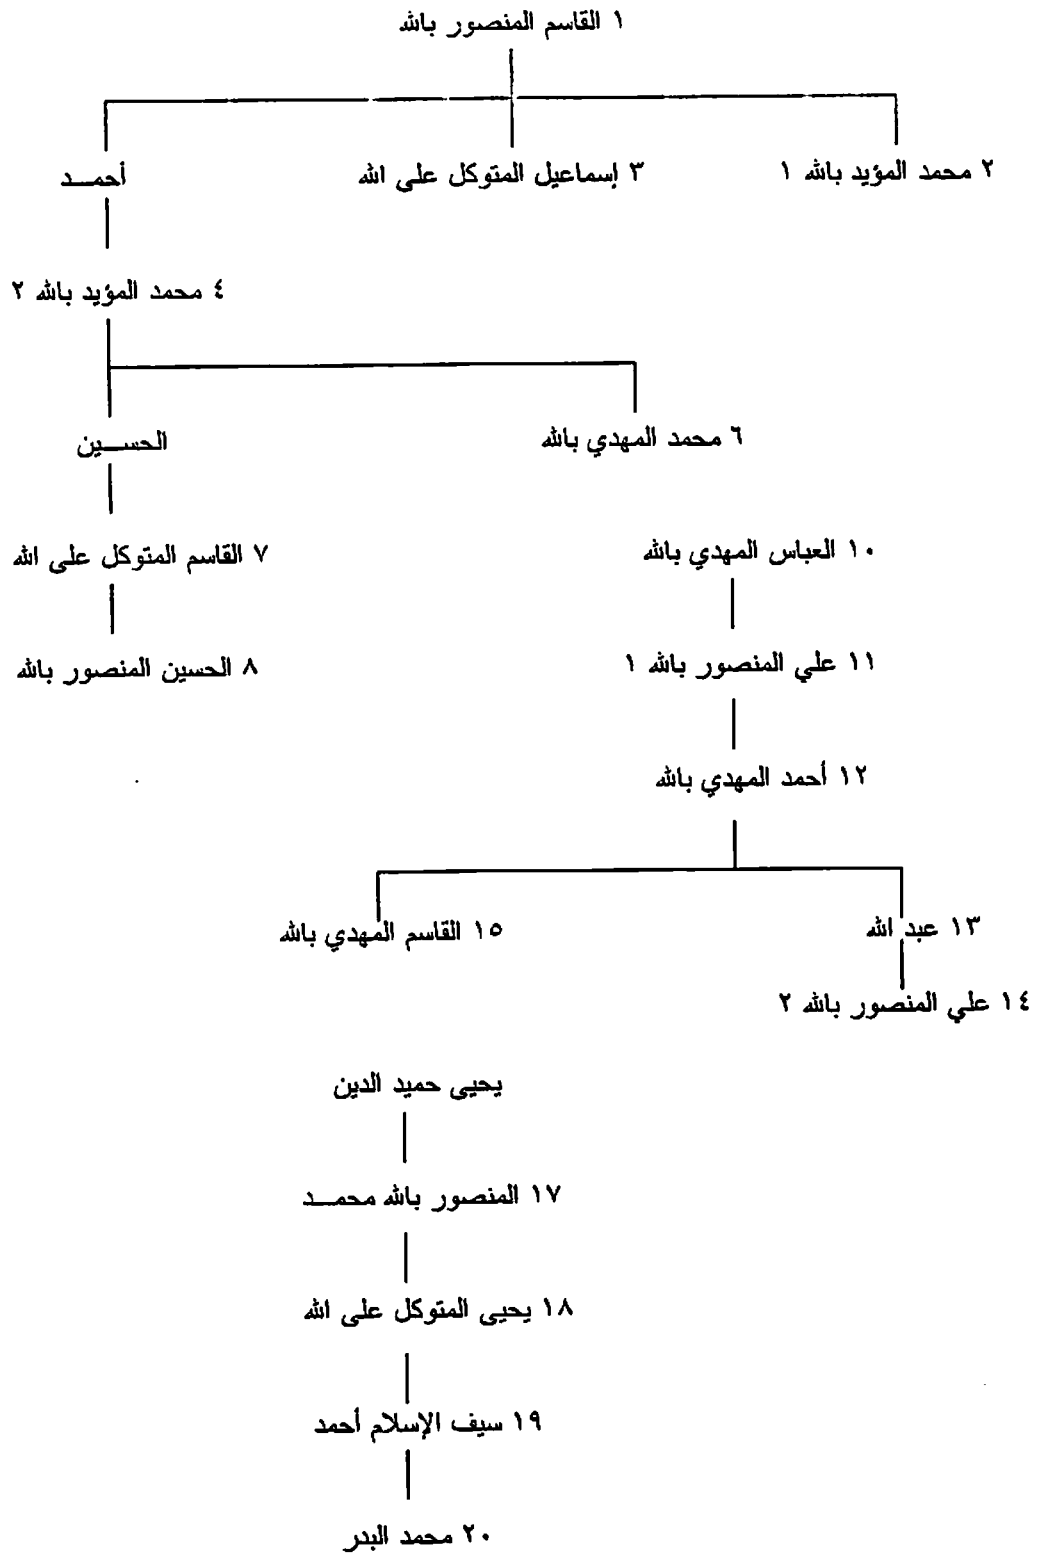 ١ القاسم المنصور بالله
٢ محمد المؤيد بالله ١
٣ إسماعيل المتوكل على الله
أحمــد
٤ محمد المؤيد بالله ٢
٦ محمد المهدي بالله
الحســين
١٠ العباس المهدي بالله
٧ القاسم المتوكل على الله
١١ علي المنصور بالله ١
٨ الحسين المنصور بالله
١٢ أحمد المهدي بالله
١٣ عبد الله
١٥ القاسم المهدي بالله
١٤ علي المنصور بالله ٢
يحيى حميد الدين
١٧ المنصور بالله محمــد
١٨ يحيى المتوكل على الله
١٩ سيف الإسلام أحمد
٢٠ محمد البدر